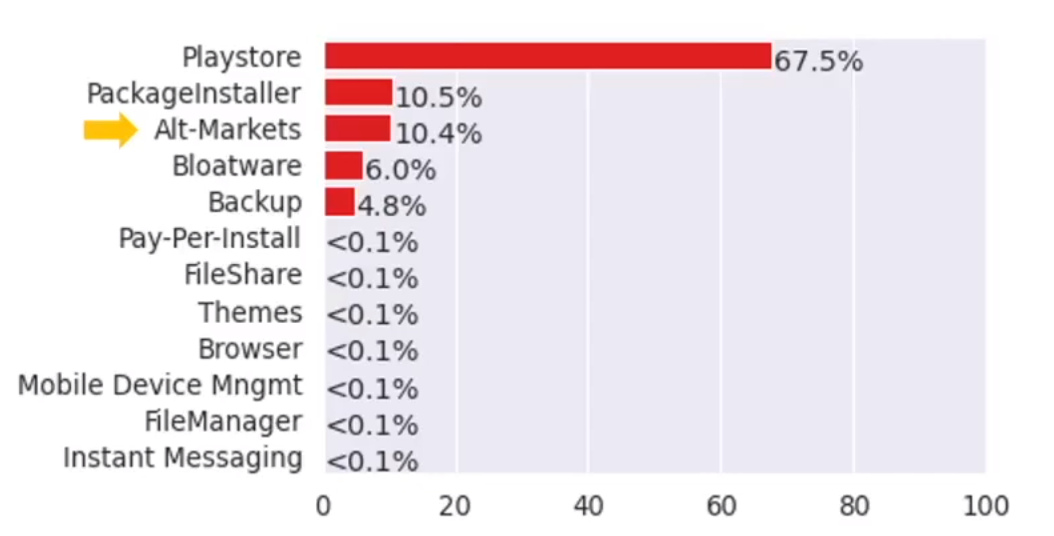 Playstore 67.5%
PackageInstaller 10.5%
Alt-Markets 10.4%
Bloatware 6.0%
Backup 4.8%
Pay-Per-Install <0.1%
FileShare <0.1%
Themes <0.1%
Browser <0.1%
Mobile Device Mngmt <0.1%
FileManager <0.1%
Instant Messaging <0.1%
0 20 40 60 80 100